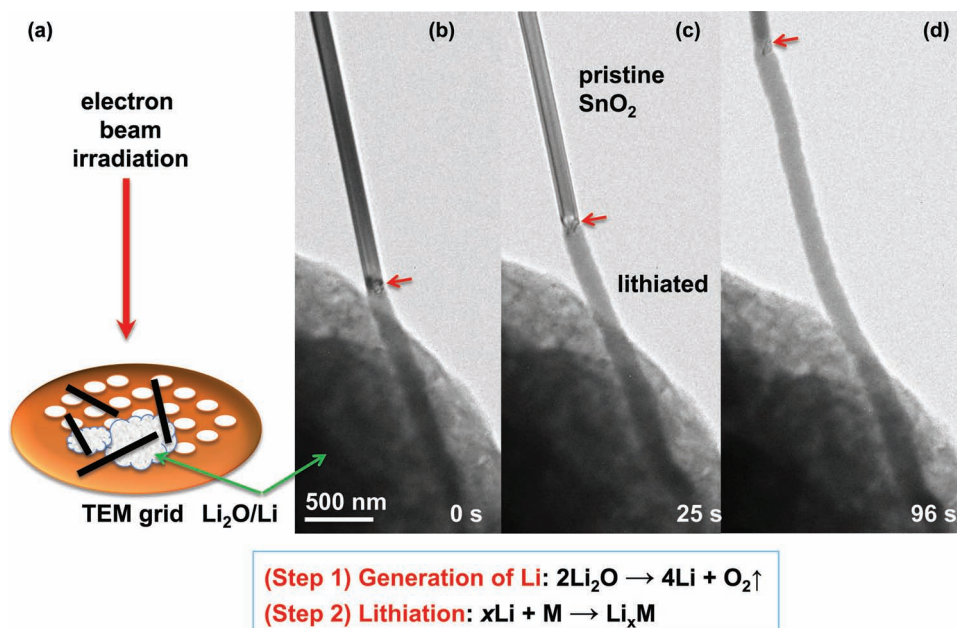 (a)
electron
beam
irradiation
TEM grid
Li₂O/Li
(b)
500 nm
0 s
(c)
pristine
SnO₂
lithiated
25 s
(d)
96 s
(Step 1) Generation of Li: 2Li₂O → 4Li + O₂↑
(Step 2) Lithiation: xLi + M → LiₓM